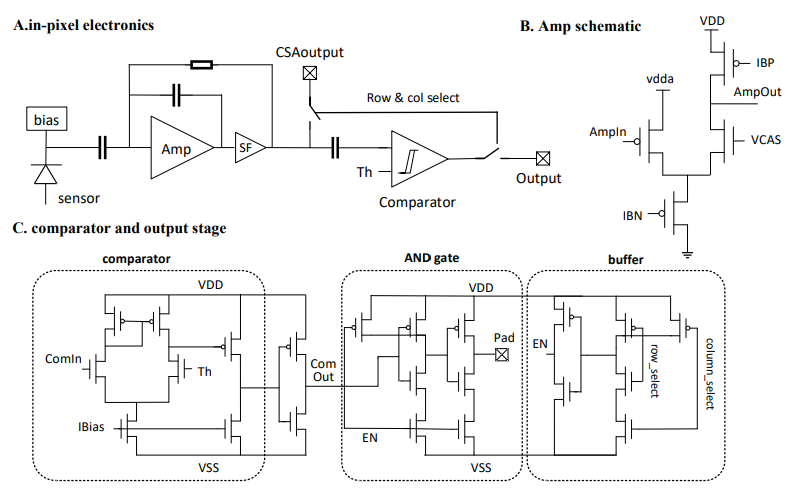 A.in-pixel electronics
B. Amp schematic
VDD
CSAoutput
IBP
vdda
AmpOut
Row & col select
bias
AmpIn
VCAS
Amp
SF
Th
Output
IBN
sensor
Comparator
C. comparator and output stage
comparator
AND gate
buffer
VDD
VDD
Pad
EN
ComIn
Th
Com
Out
row_select
column_select
IBias
EN
VSS
VSS